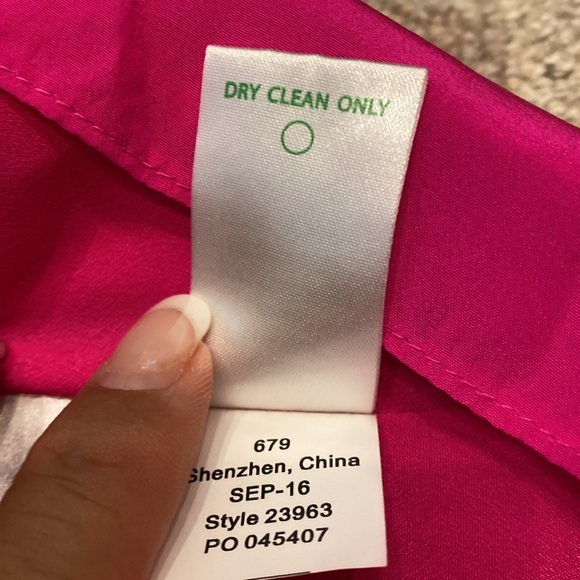 DRY CLEAN ONLY
679
Shenzhen, China
SEP-16
Style 23963
PO 045407